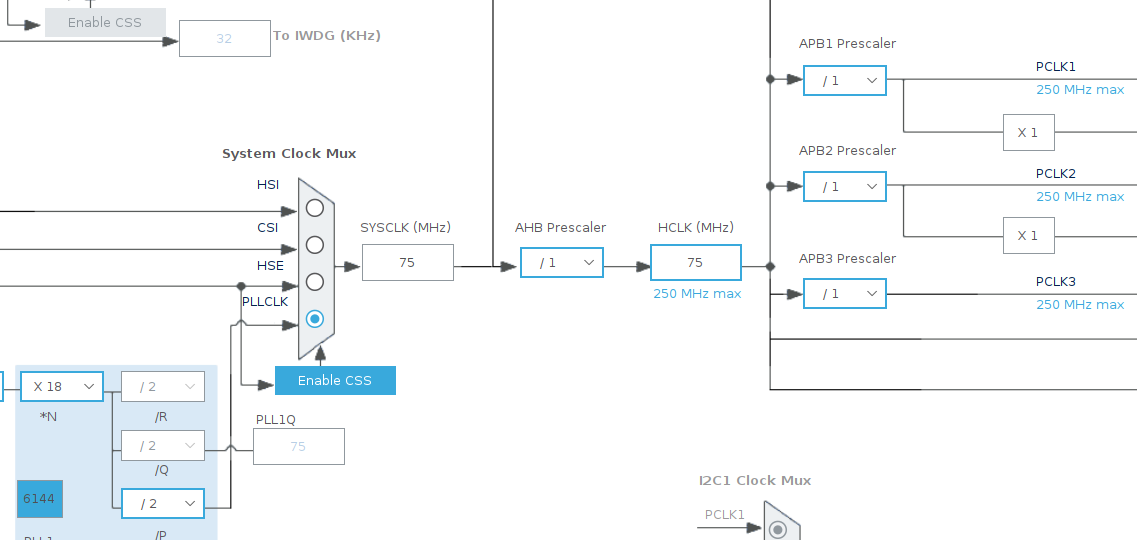 Enable CSS
32
To IWDG (KHz)
APB1 Prescaler
/ 1
PCLK1
250 MHz max
X 1
System Clock Mux
APB2 Prescaler
HSI
/ 1
PCLK2
250 MHz max
CSI
SYSCLK (MHz)
AHB Prescaler
HCLK (MHz)
X 1
HSE
75
/ 1
75
APB3 Prescaler
250 MHz max
PLLCLK
/ 1
PCLK3
250 MHz max
Enable CSS
X 18
/ 2
*N
/R
PLL1Q
/ 2
75
/Q
I2C1 Clock Mux
6144
/ 2
PCLK1
/P